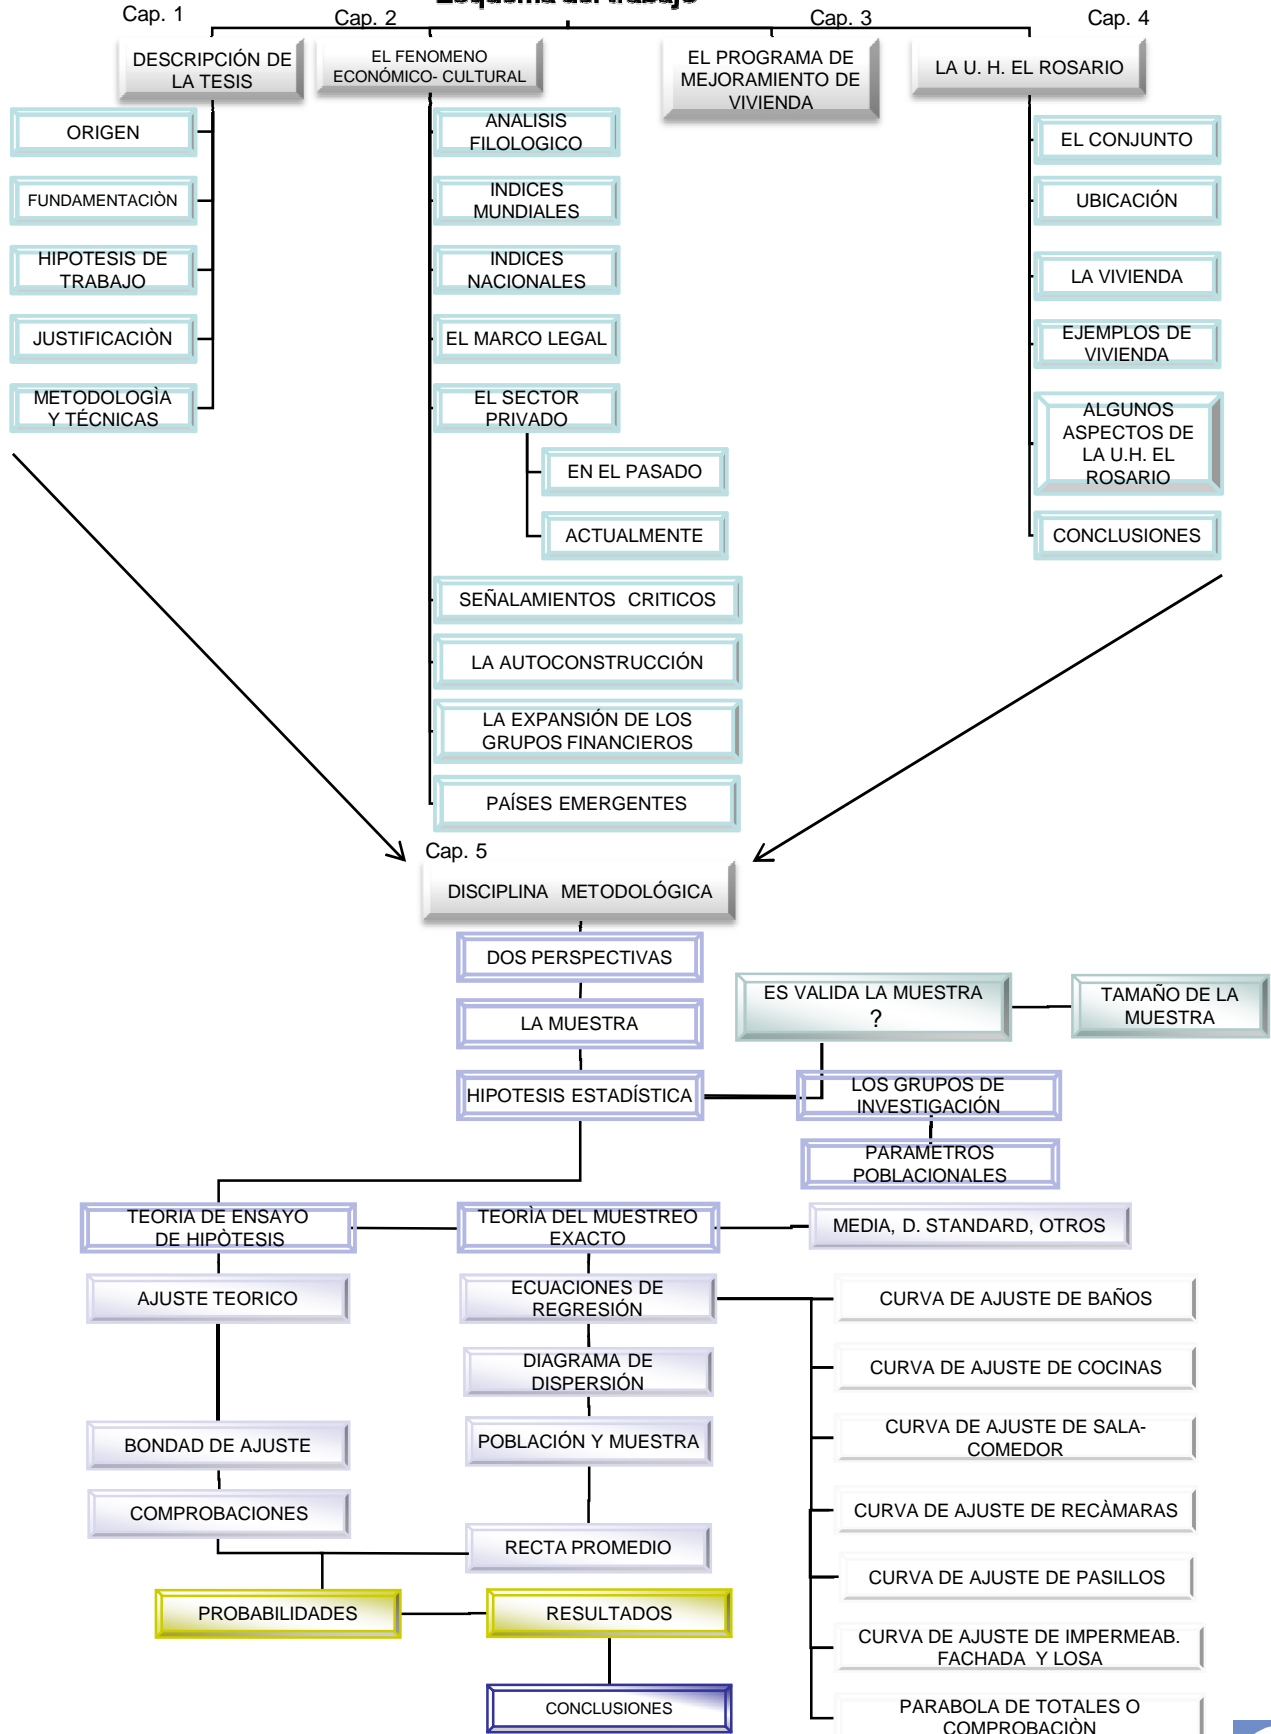 Esquema del trabajo
Cap. 1
Cap. 2
Cap. 3
Cap. 4
DESCRIPCIÓN DE
LA TESIS
EL FENOMENO
ECONÓMICO- CULTURAL
EL PROGRAMA DE
MEJORAMIENTO DE
VIVIENDA
LA U. H. EL ROSARIO
ORIGEN
FUNDAMENTACIÒN
HIPOTESIS DE
TRABAJO
JUSTIFICACIÒN
METODOLOGÌA
Y TÉCNICAS
ANALISIS
FILOLOGICO
INDICES
MUNDIALES
INDICES
NACIONALES
EL MARCO LEGAL
EL SECTOR
PRIVADO
EN EL PASADO
ACTUALMENTE
SEÑALAMIENTOS CRITICOS
LA AUTOCONSTRUCCIÓN
LA EXPANSIÓN DE LOS
GRUPOS FINANCIEROS
PAÍSES EMERGENTES
EL CONJUNTO
UBICACIÓN
LA VIVIENDA
EJEMPLOS DE
VIVIENDA
ALGUNOS
ASPECTOS DE
LA U.H. EL
ROSARIO
CONCLUSIONES
Cap. 5
DISCIPLINA METODOLÓGICA
DOS PERSPECTIVAS
LA MUESTRA
HIPOTESIS ESTADÍSTICA
ES VALIDA LA MUESTRA
?
TAMAÑO DE LA
MUESTRA
LOS GRUPOS DE
INVESTIGACIÓN
PARAMETROS
POBLACIONALES
TEORIA DE ENSAYO
DE HIPÒTESIS
TEORÌA DEL MUESTREO
EXACTO
MEDIA, D. STANDARD, OTROS
AJUSTE TEORICO
BONDAD DE AJUSTE
COMPROBACIONES
ECUACIONES DE
REGRESIÓN
DIAGRAMA DE
DISPERSIÓN
POBLACIÓN Y MUESTRA
RECTA PROMEDIO
CURVA DE AJUSTE DE BAÑOS
CURVA DE AJUSTE DE COCINAS
CURVA DE AJUSTE DE SALA-
COMEDOR
CURVA DE AJUSTE DE RECÀMARAS
CURVA DE AJUSTE DE PASILLOS
CURVA DE AJUSTE DE IMPERMEAB.
FACHADA Y LOSA
PARABOLA DE TOTALES O
COMPROBACIÒN
PROBABILIDADES
RESULTADOS
CONCLUSIONES